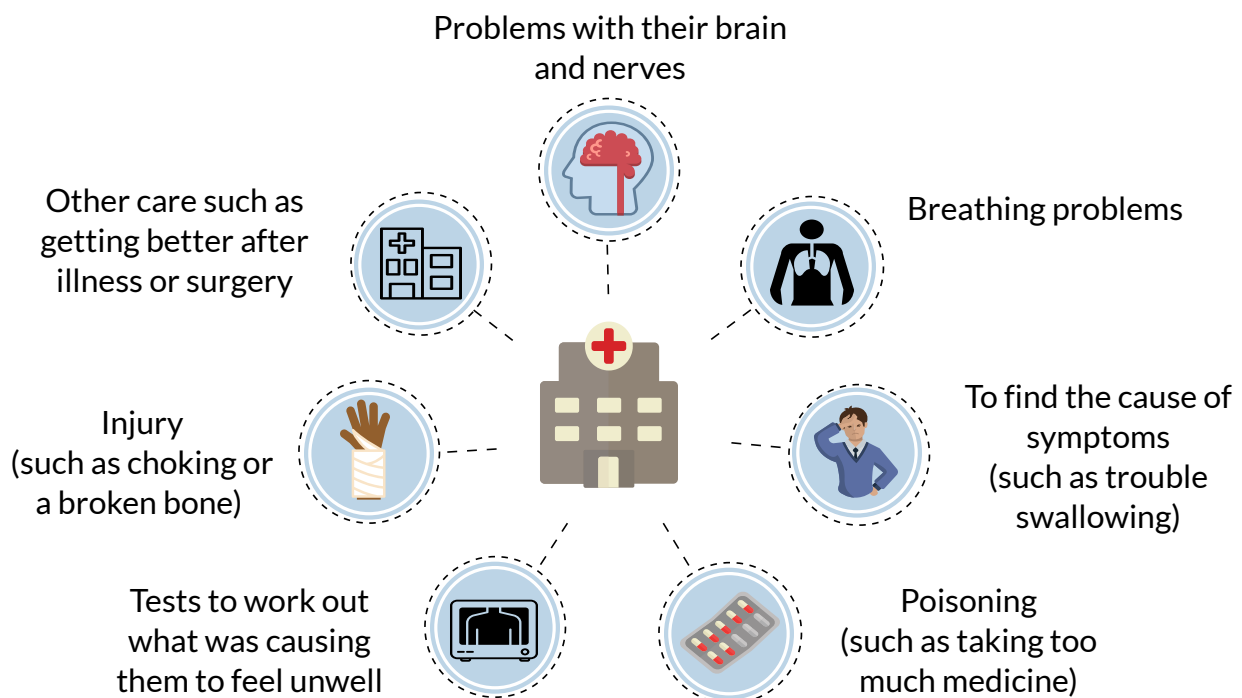 Problems with their brain
and nerves
Breathing problems
To find the cause of
symptoms
(such as trouble
swallowing)
Poisoning
(such as taking too
much medicine)
Tests to work out
what was causing
them to feel unwell
Injury
(such as choking or
a broken bone)
Other care such as
getting better after
illness or surgery